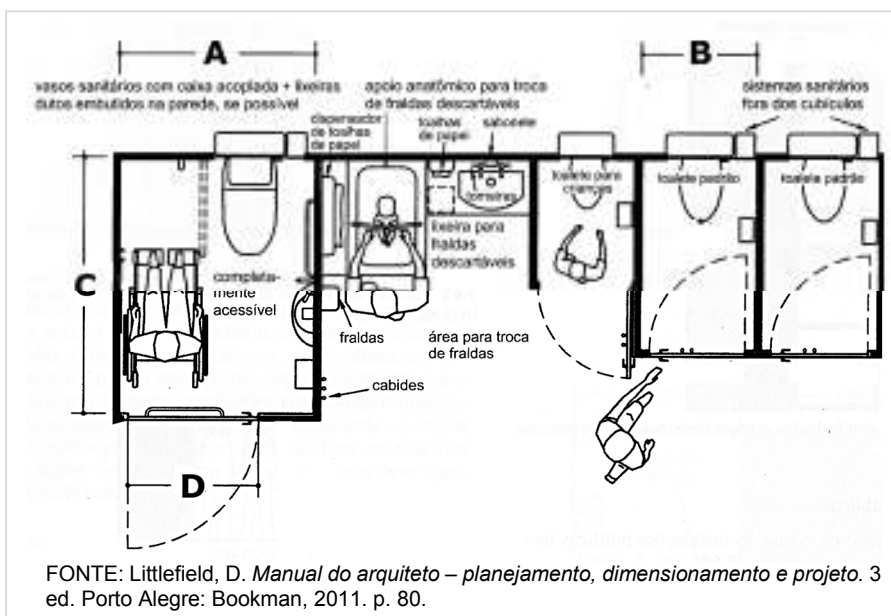 A
B
vasos sanitários com caixa acoplada + lixeiras
dutos embutidos na parede, se possível
apoio anatômico para troca
de fraldas descartáveis
sistemas sanitários
fora dos cubículos
dispensador
de toalhas
de papel
toalhas
de papel
sabonete
torneiras
toalete para
crianças
toalete padrão
toalete padrão
lixeira para
fraldas
descartáveis
C
completa-
mente
acessível
fraldas
área para troca
de fraldas
cabides
D
FONTE: Littlefield, D. Manual do arquiteto – planejamento, dimensionamento e projeto. 3
ed. Porto Alegre: Bookman, 2011. p. 80.